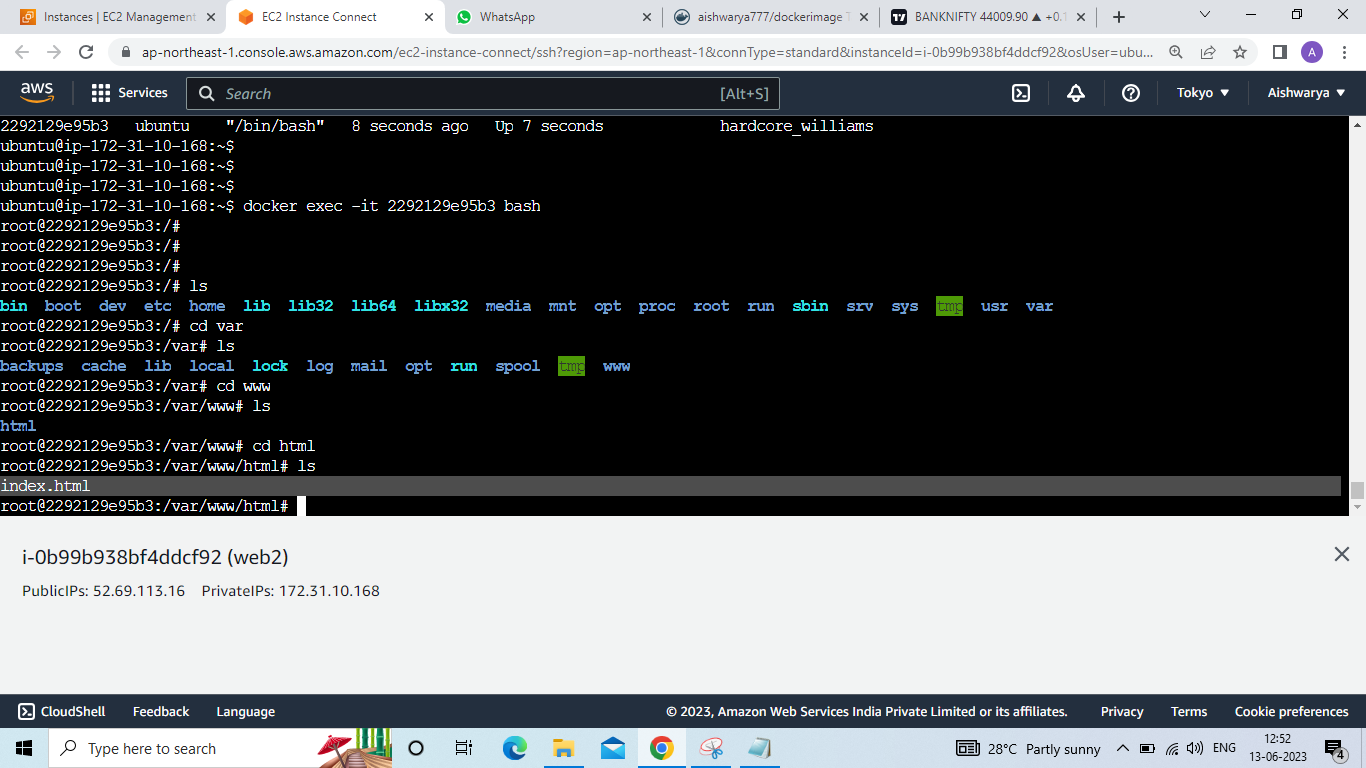 Instances | EC2 Management
EC2 Instance Connect
WhatsApp
aishwarya777/dockerimage
BANKNIFTY 44009.90 ▲ +0.1
ap-northeast-1.console.aws.amazon.com/ec2-instance-connect/ssh?region=ap-northeast-1&connType=standard&instanceId=i-0b99b938bf4ddcf92&osUser=ubu...
A
aws
Services
Search
[Alt+S]
Tokyo
Aishwarya
2292129e95b3 ubuntu "/bin/bash" 8 seconds ago Up 7 seconds hardcore_williams
ubuntu@ip-172-31-10-168:~$
ubuntu@ip-172-31-10-168:~$
ubuntu@ip-172-31-10-168:~$
ubuntu@ip-172-31-10-168:~$ docker exec -it 2292129e95b3 bash
root@2292129e95b3:/#
root@2292129e95b3:/#
root@2292129e95b3:/#
root@2292129e95b3:/# ls
bin boot dev etc home lib lib32 lib64 libx32 media mnt opt proc root run sbin srv sys tmp usr var
root@2292129e95b3:/# cd var
root@2292129e95b3:/var# ls
backups cache lib local lock log mail opt run spool tmp www
root@2292129e95b3:/var# cd www
root@2292129e95b3:/var/www# ls
html
root@2292129e95b3:/var/www# cd html
root@2292129e95b3:/var/www/html# ls
index.html
root@2292129e95b3:/var/www/html#
i-0b99b938bf4ddcf92 (web2)
PublicIPs: 52.69.113.16 PrivateIPs: 172.31.10.168
CloudShell Feedback Language © 2023, Amazon Web Services India Private Limited or its affiliates. Privacy Terms Cookie preferences
Type here to search
28°C Partly sunny
ENG
12:52
13-06-2023
4